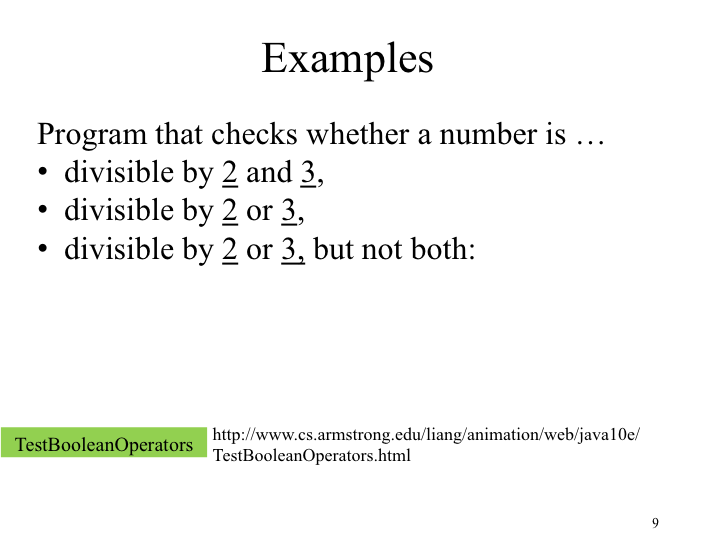 Examples
Program that checks whether a number is …
• divisible by 2 and 3,
• divisible by 2 or 3,
• divisible by 2 or 3, but not both:
TestBooleanOperators
http://www.cs.armstrong.edu/liang/animation/web/java10e/
TestBooleanOperators.html
9